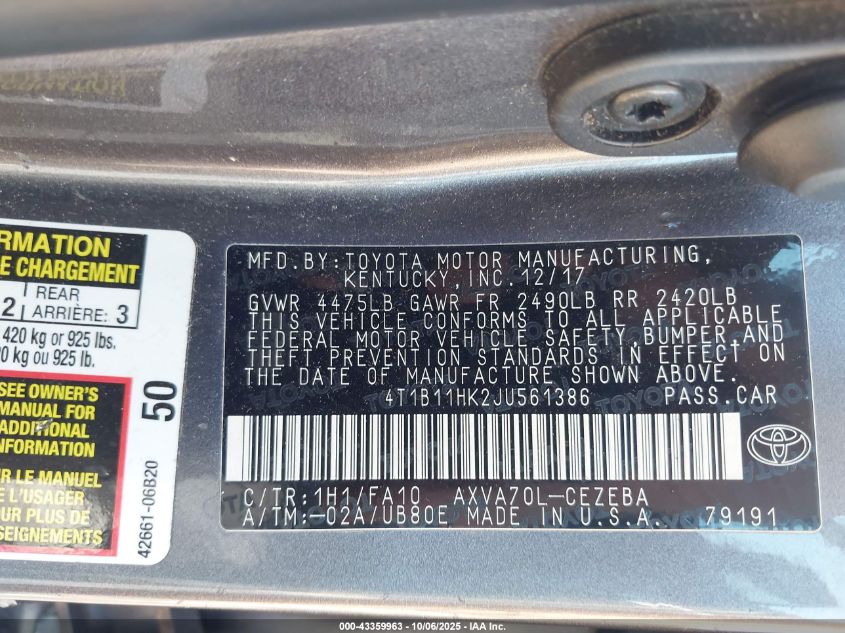 RMATION
E CHARGEMENT
2 REAR
ARRIÈRE: 3
420 kg or 925 lbs.
20 kg ou 925 lb.
SEE OWNER'S
MANUAL FOR
ADDITIONAL
INFORMATION
R LE MANUEL
E L'USAGER
OUR PLUS DE
SEIGNEMENTS
50
42661-06B20
MFD.BY:TOYOTA MOTOR MANUFACTURING,
KENTUCKY,INC.12/17
GVWR 4475LB GAWR FR 2490LB RR 2420LB
THIS VEHICLE CONFORMS TO ALL APPLICABLE
FEDERAL MOTOR VEHICLE SAFETY,BUMPER,AND
THEFT PREVENTION STANDARDS IN EFFECT ON
THE DATE OF MANUFACTURE SHOWN ABOVE.
4T1B11HK2JU561386 PASS.CAR
C/TR:1H1/FA10 AXVA70L-CEZEBA
A/TM:-02A/UB80E MADE IN U.S.A. 79191
000-43359963 - 10/06/2025 - IAA Inc.